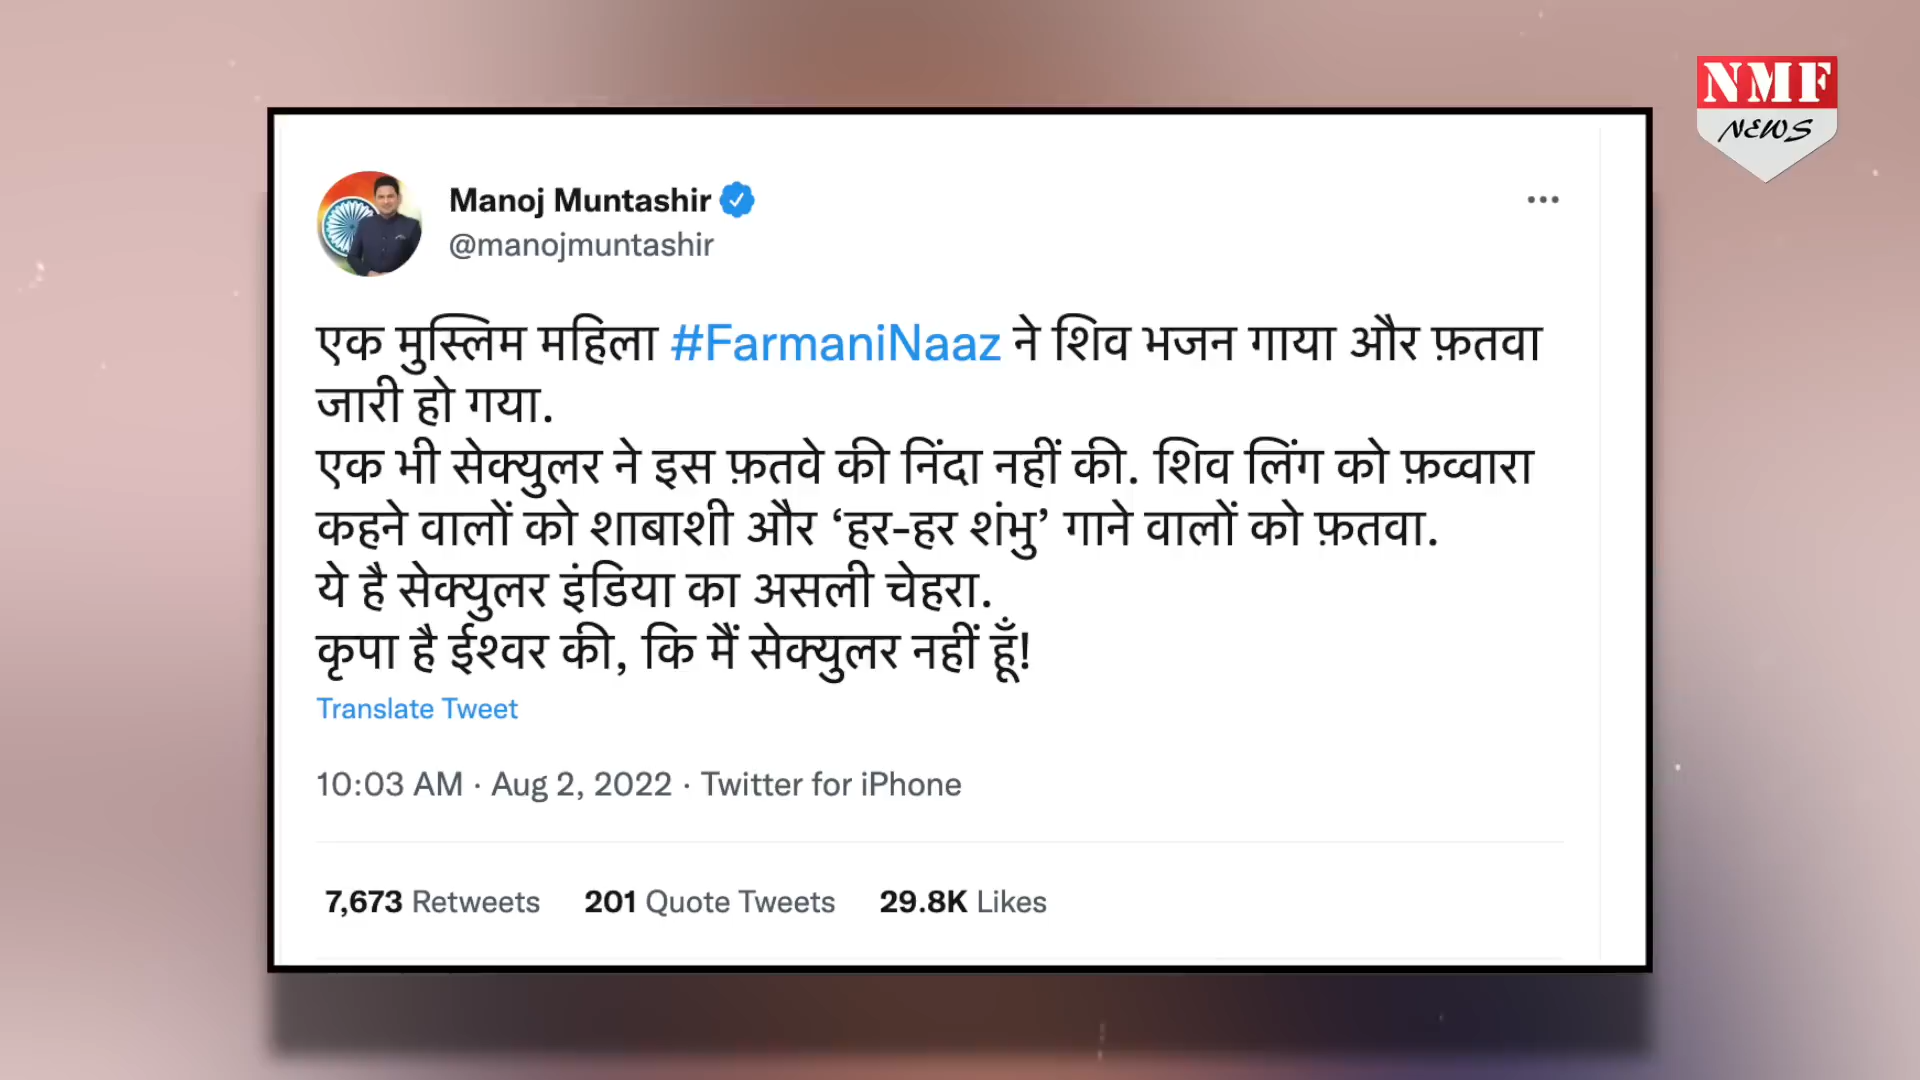 NMF
NEWS
Manoj Muntashir
@manojmuntashir
एक मुस्लिम महिला #FarmaniNaaz ने शिव भजन गाया और फ़तवा
जारी हो गया.
एक भी सेक्युलर ने इस फ़तवे की निंदा नहीं की. शिव लिंग को फ़व्वारा
कहने वालों को शाबाशी और ‘हर-हर शंभु’ गाने वालों को फ़तवा.
ये है सेक्युलर इंडिया का असली चेहरा.
कृपा है ईश्वर की, कि मैं सेक्युलर नहीं हूँ!
Translate Tweet
10:03 AM · Aug 2, 2022 · Twitter for iPhone
7,673 Retweets 201 Quote Tweets 29.8K Likes